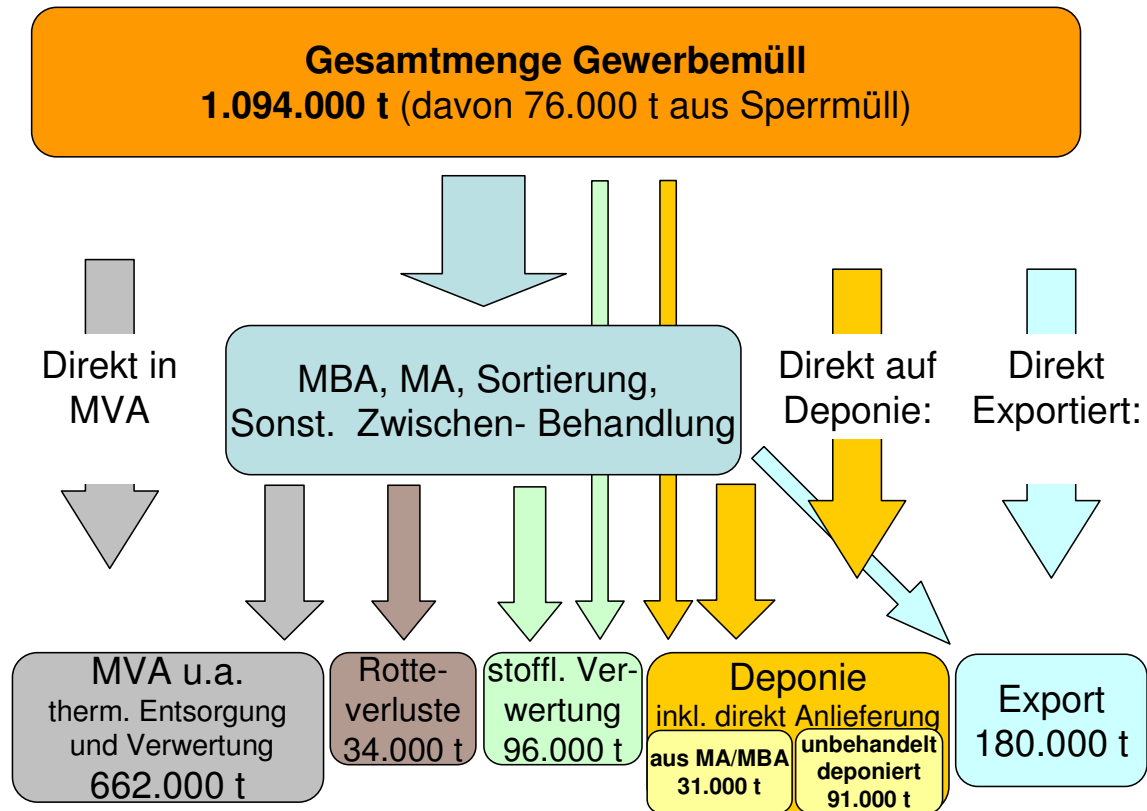 Gesamtmenge Gewerbemüll
1.094.000 t (davon 76.000 t aus Sperrmüll)
Direkt in
MVA
MBA, MA, Sortierung,
Sonst. Zwischen- Behandlung
Direkt auf
Deponie:
Direkt
Exportiert:
MVA u.a.
therm. Entsorgung
und Verwertung
662.000 t
Rotte-
verluste
34.000 t
stoffl. Ver-
wertung
96.000 t
Deponie
inkl. direkt Anlieferung
aus MA/MBA
31.000 t
unbehandelt
deponiert
91.000 t
Export
180.000 t